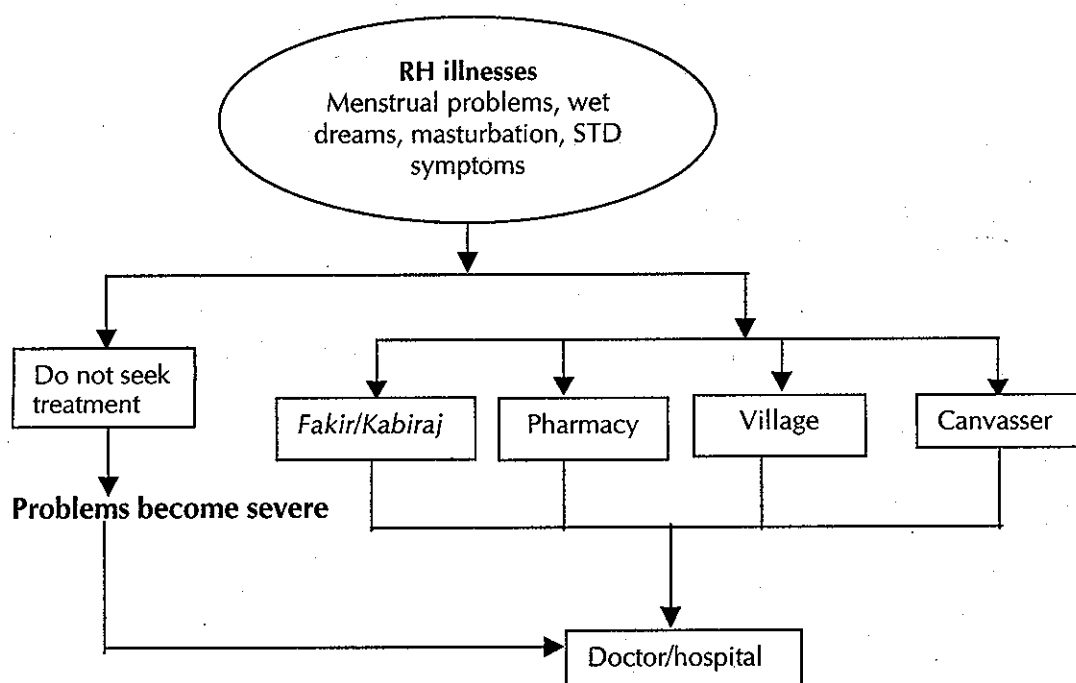 RH illnesses
Menstrual problems, wet
dreams, masturbation, STD
symptoms
Do not seek
treatment
Fakir/Kabiraj
Pharmacy
Village
Canvasser
Problems become severe
Doctor/hospital